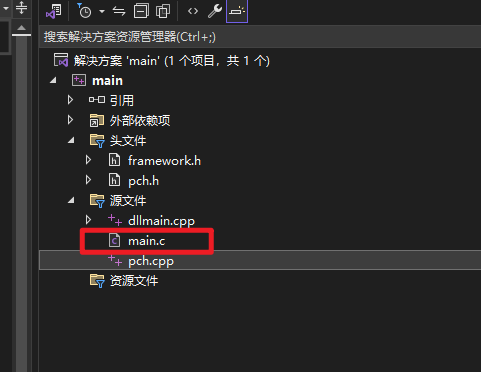 搜索解决方案资源管理器(Ctrl+;)
解决方案 'main' (1 个项目，共 1 个)
main
引用
外部依赖项
头文件
framework.h
pch.h
源文件
dllmain.cpp
main.c
pch.cpp
资源文件